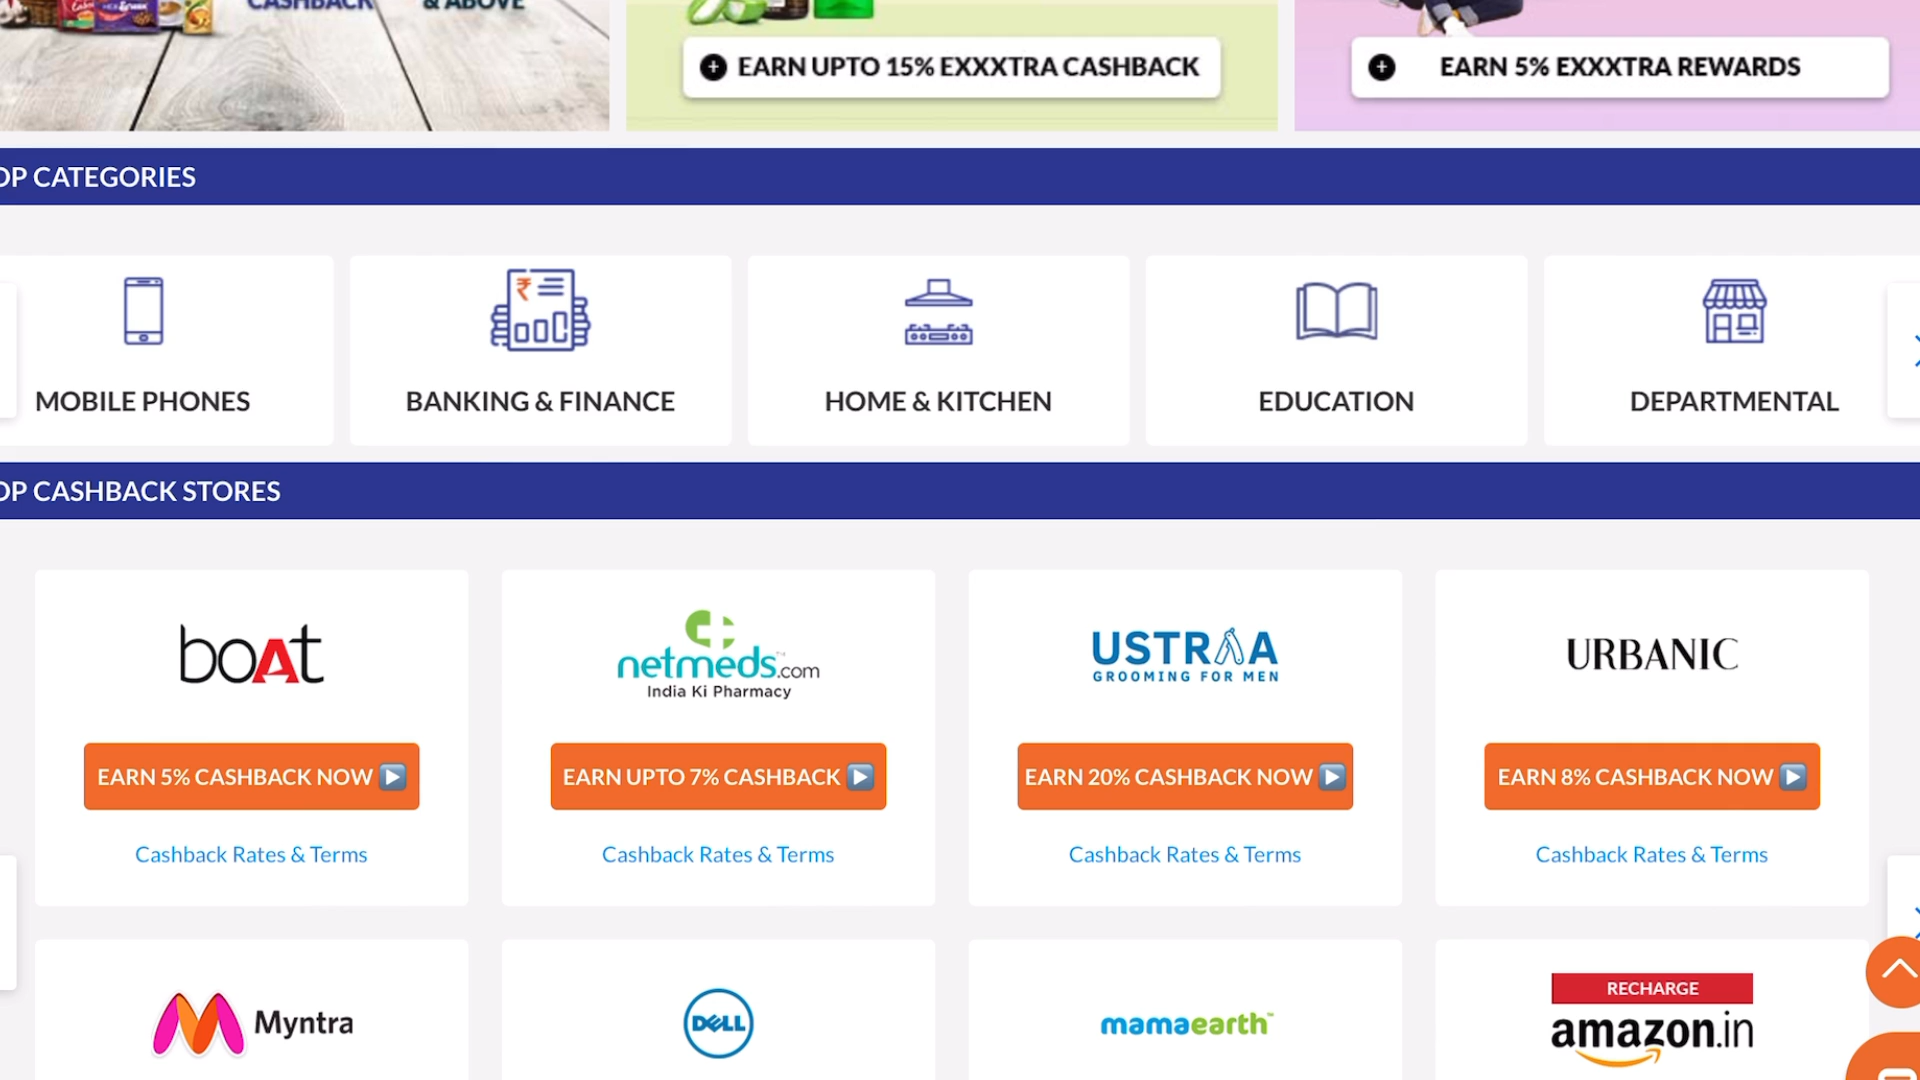 CASHBACK & ABOVE
EARN UPTO 15% EXXXTRA CASHBACK
EARN 5% EXXXTRA REWARDS
OP CATEGORIES
MOBILE PHONES
BANKING & FINANCE
HOME & KITCHEN
EDUCATION
DEPARTMENTAL
OP CASHBACK STORES
boAt
netmeds.com
India Ki Pharmacy
USTRAA
GROOMING FOR MEN
URBANIC
EARN 5% CASHBACK NOW
EARN UPTO 7% CASHBACK
EARN 20% CASHBACK NOW
EARN 8% CASHBACK NOW
Cashback Rates & Terms
Cashback Rates & Terms
Cashback Rates & Terms
Cashback Rates & Terms
Myntra
DELL
mamaearth™
RECHARGE
amazon.in